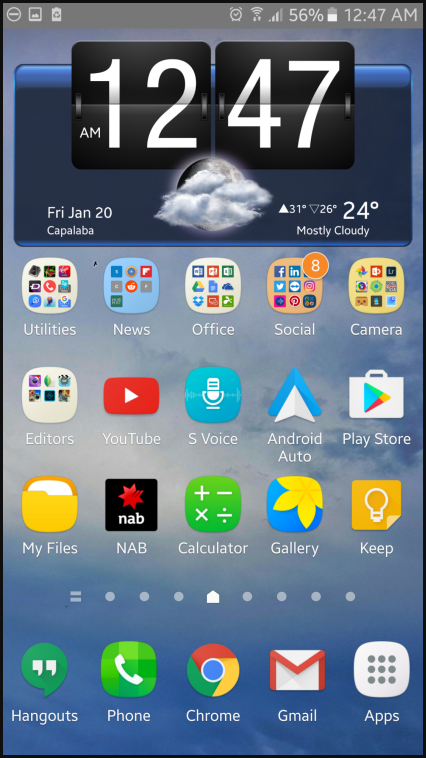 56% 12:47 AM
AM 12 47
Fri Jan 20
▲31° ▽26° 24°
Capalaba
Mostly Cloudy
8
Utilities News Office Social Camera
Editors YouTube S Voice Android Auto Play Store
nab
My Files NAB Calculator Gallery Keep
Hangouts Phone Chrome Gmail Apps